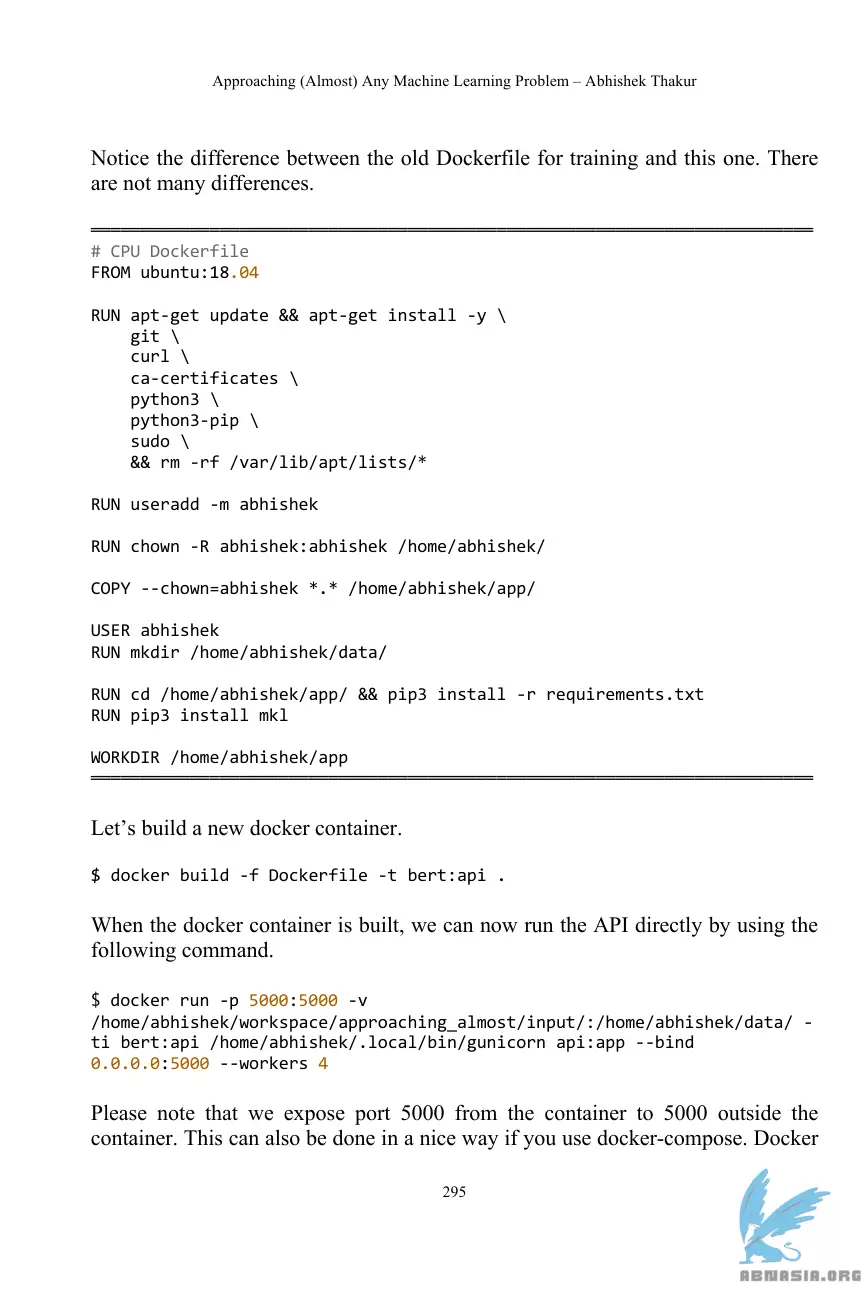 Approaching (Almost) Any Machine Learning Problem – Abhishek Thakur
Notice the difference between the old Dockerfile for training and this one. There
are not many differences.
# CPU Dockerfile
FROM ubuntu:18.04
RUN apt-get update && apt-get install -y \
    git \
    curl \
    ca-certificates \
    python3 \
    python3-pip \
    sudo \
    && rm -rf /var/lib/apt/lists/*
RUN useradd -m abhishek
RUN chown -R abhishek:abhishek /home/abhishek/
COPY --chown=abhishek *.* /home/abhishek/app/
USER abhishek
RUN mkdir /home/abhishek/data/
RUN cd /home/abhishek/app/ && pip3 install -r requirements.txt
RUN pip3 install mkl
WORKDIR /home/abhishek/app
Let’s build a new docker container.
$ docker build -f Dockerfile -t bert:api .
When the docker container is built, we can now run the API directly by using the
following command.
$ docker run -p 5000:5000 -v
/home/abhishek/workspace/approaching_almost/input/:/home/abhishek/data/ -
ti bert:api /home/abhishek/.local/bin/gunicorn api:app --bind
0.0.0.0:5000 --workers 4
Please note that we expose port 5000 from the container to 5000 outside the
container. This can also be done in a nice way if you use docker-compose. Docker
295
ABNASIA.ORG